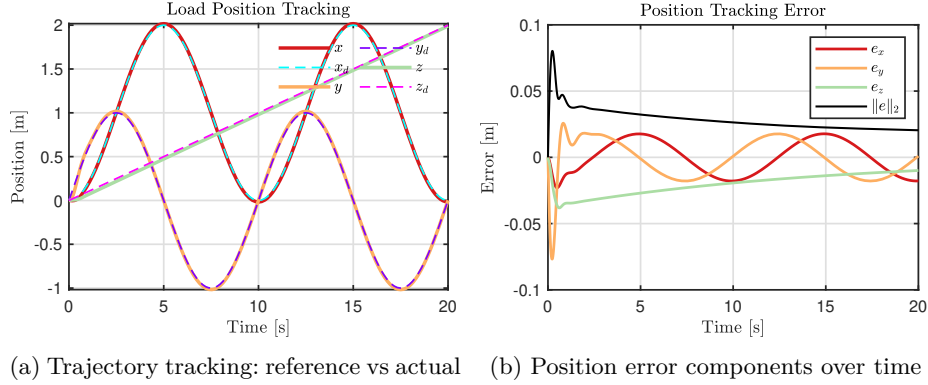 Load Position Tracking
Position [m]
2
1.5
1
0.5
0
-0.5
-1
x
x_d
y
y_d
z
z_d
0
5
10
15
20
Time [s]
(a) Trajectory tracking: reference vs actual
Position Tracking Error
Error [m]
0.1
0.05
0
-0.05
-0.1
e_x
e_y
e_z
‖e‖_2
0
5
10
15
20
Time [s]
(b) Position error components over time